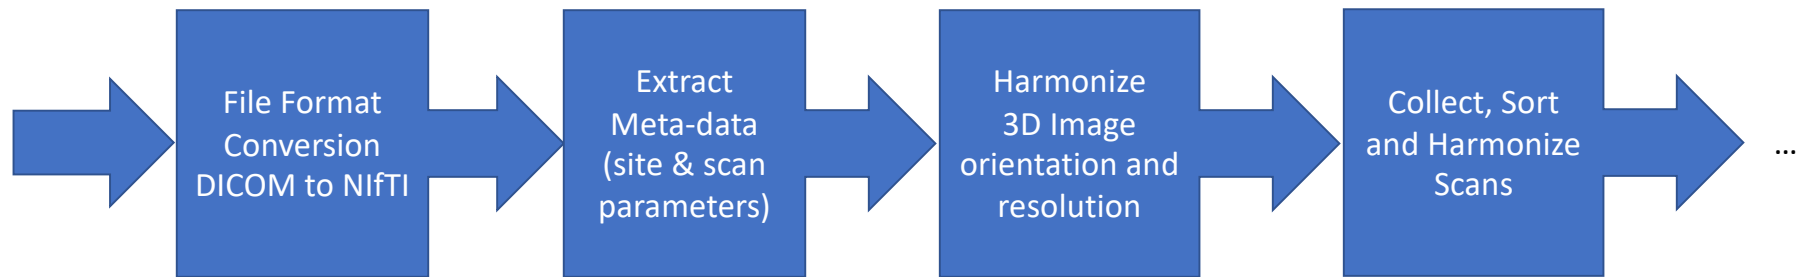 File Format
Conversion
DICOM to NIfTI
Extract
Meta-data
(site & scan
parameters)
Harmonize
3D Image
orientation and
resolution
Collect, Sort
and Harmonize
Scans
...